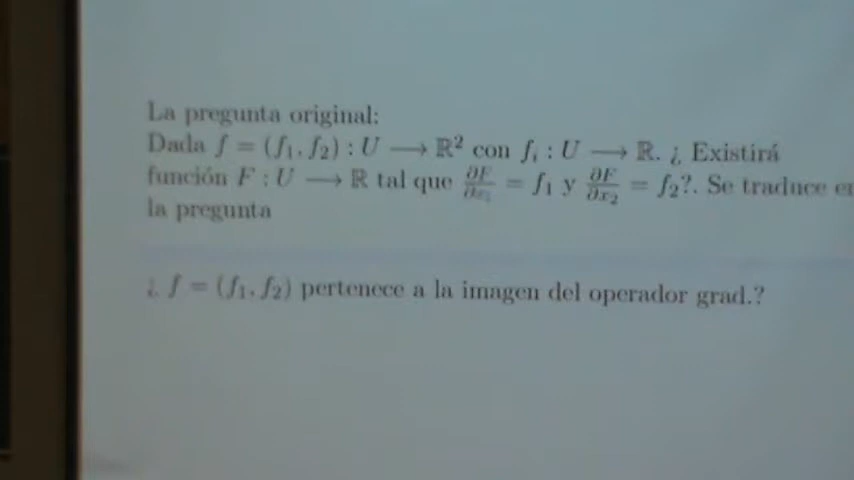 La pregunta original:
Dada f = (f₁, f₂) : U ⟶ ℝ² con fᵢ : U ⟶ ℝ. ¿ Existirá
función F : U ⟶ ℝ tal que ∂F/∂x₁ = f₁ y ∂F/∂x₂ = f₂?. Se traduce en
la pregunta
¿ f = (f₁, f₂) pertenece a la imagen del operador grad.?